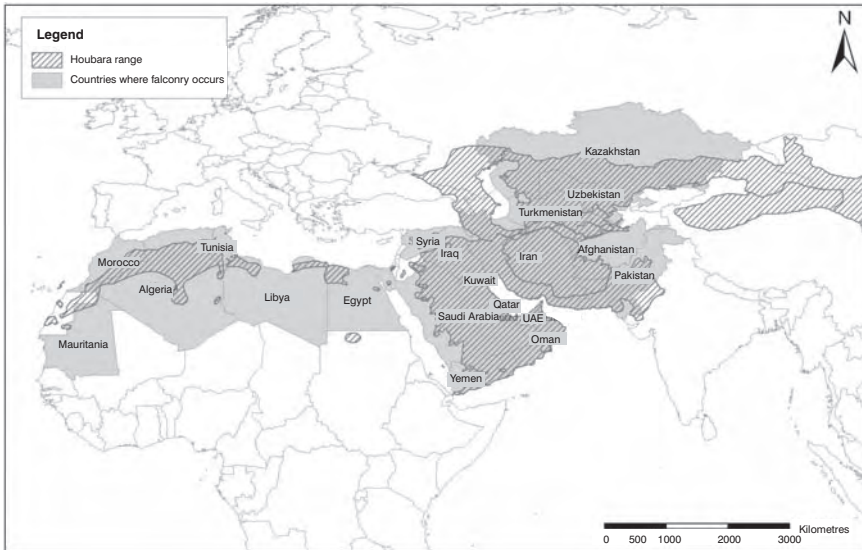 Legend
Houbara range
Countries where falconry occurs
Kazakhstan
Uzbekistan
Turkmenistan
Syria
Iraq
Iran
Afghanistan
Pakistan
Tunisia
Morocco
Algeria
Libya
Egypt
Kuwait
Qatar
Saudi Arabia
UAE
Oman
Mauritania
Yemen
N
Kilometres
0 500 1000 2000 3000